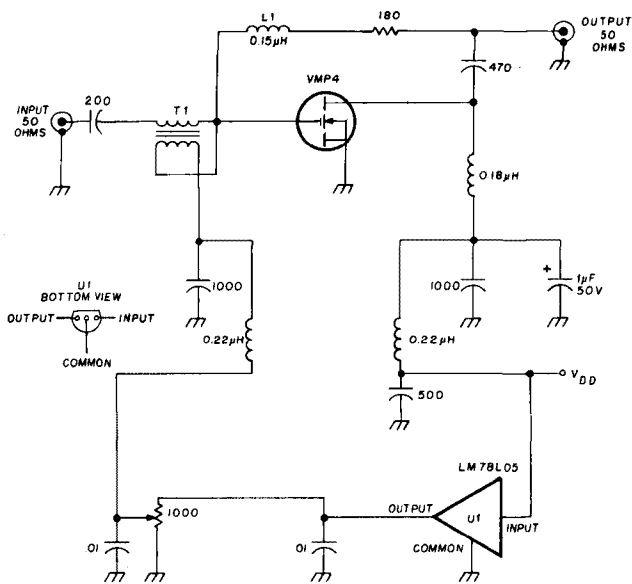 L1
0.15µH
180
OUTPUT
50
OHMS
470
VMP4
200
T1
INPUT
50
OHMS
0.18µH
1000
1000
1µF
50V
+
U1
BOTTOM VIEW
OUTPUT
INPUT
COMMON
0.22µH
0.22µH
500
VDD
LM78L05
1000
OUTPUT
U1
INPUT
COMMON
.01
.01